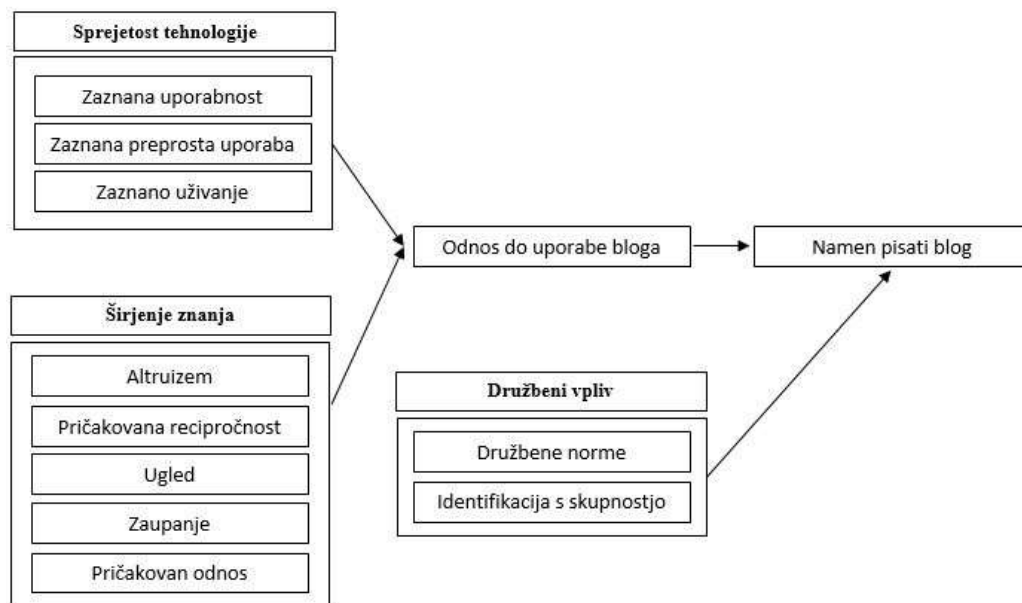 Sprejetost tehnologije
Zaznana uporabnost
Zaznana preprosta uporaba
Zaznano uživanje
Odnos do uporabe bloga
Namen pisati blog
Širjenje znanja
Altruizem
Pričakovana recipročnost
Ugled
Zaupanje
Pričakovan odnos
Družbeni vpliv
Družbene norme
Identifikacija s skupnostjo